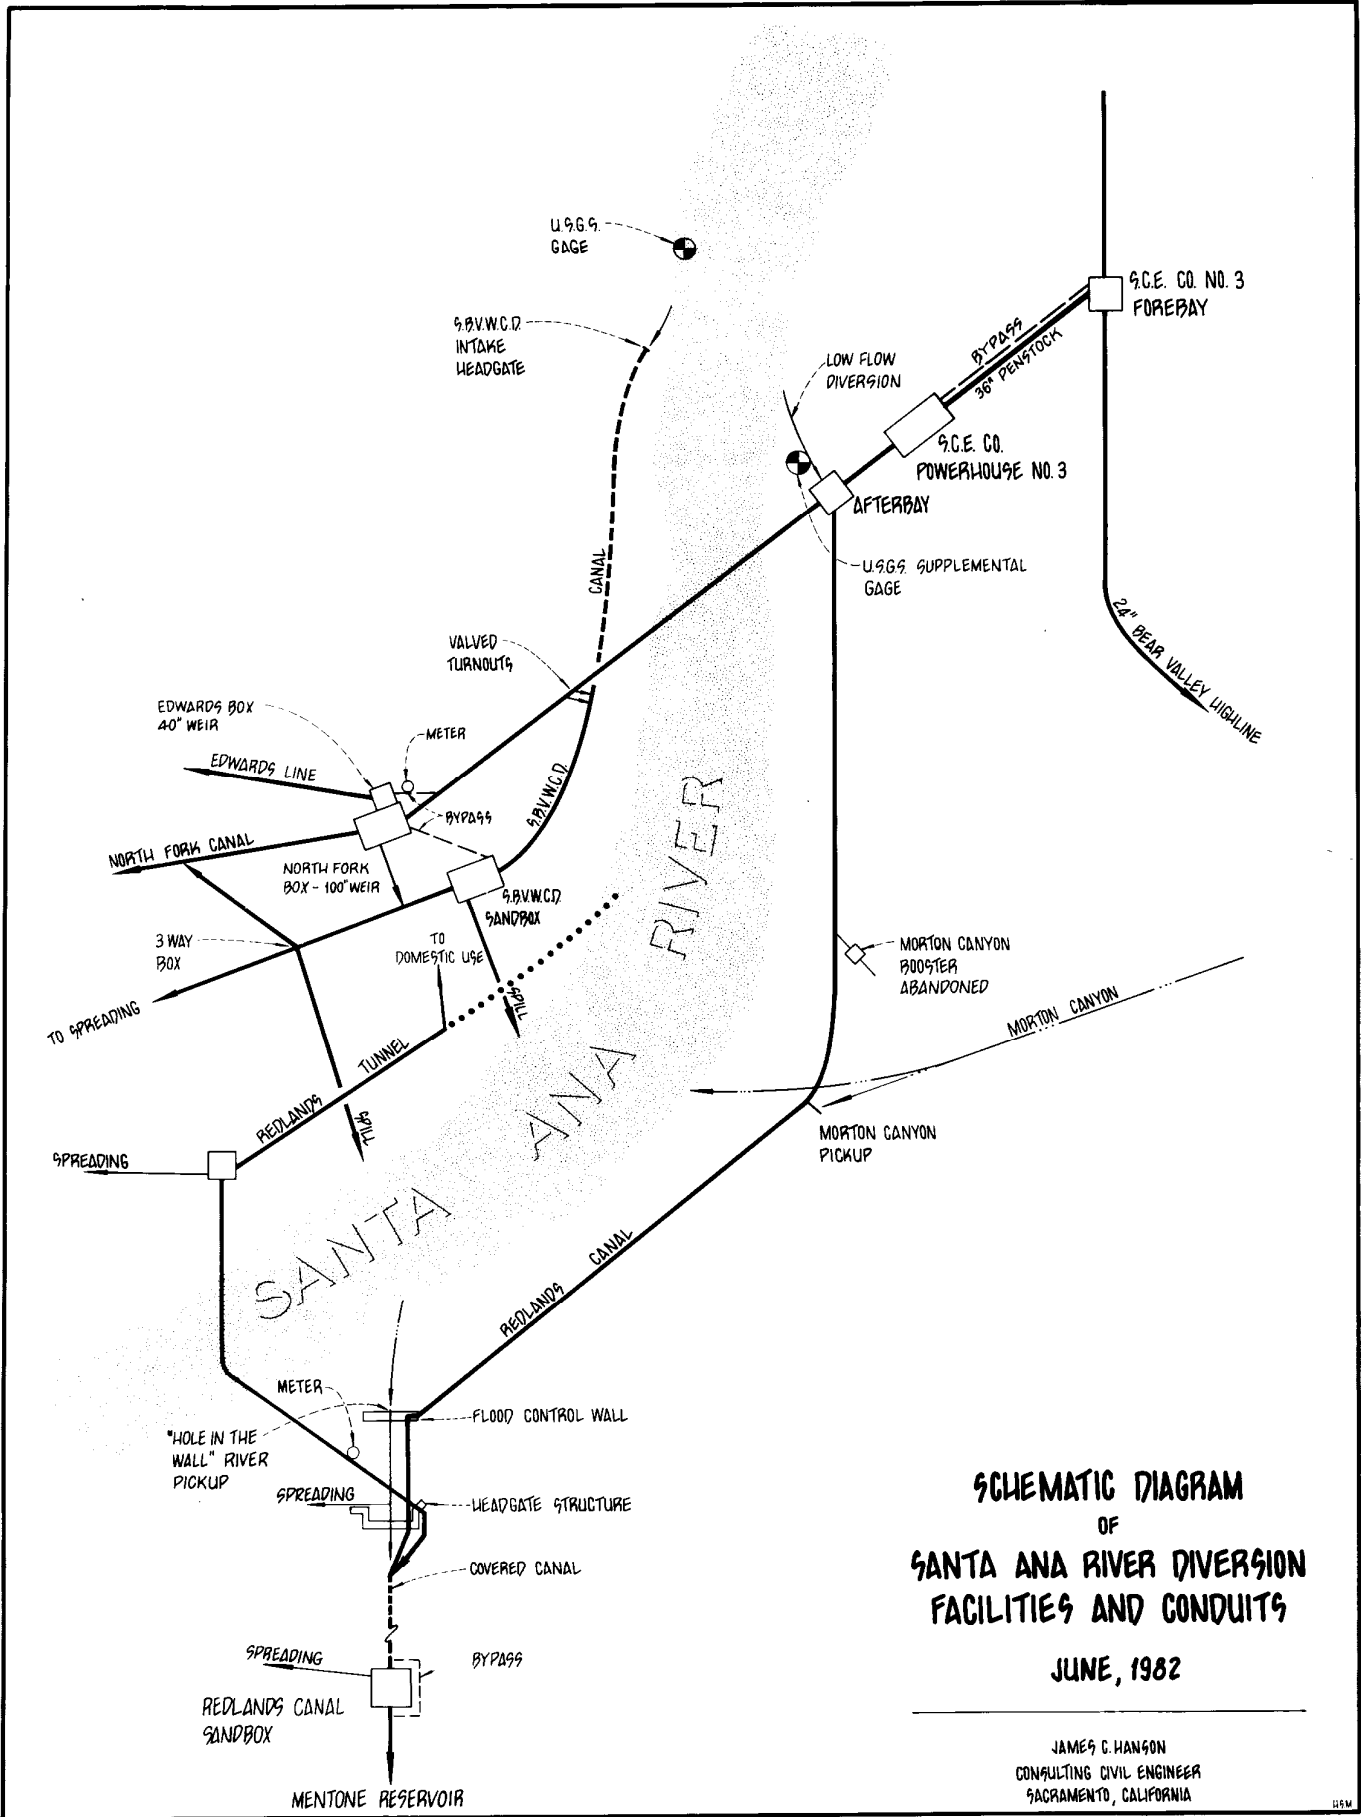 U.S.G.S.
GAGE
S.C.E. CO. NO. 3
FOREBAY
S.B.V.W.C.D.
INTAKE
HEADGATE
BYPASS
36" PENSTOCK
LOW FLOW
DIVERSION
S.C.E. CO.
POWERHOUSE NO. 3
AFTERBAY
CANAL
U.S.G.S. SUPPLEMENTAL
GAGE
24" BEAR VALLEY HIGHLINE
VALVED
TURNOUTS
EDWARDS BOX
40" WEIR
METER
EDWARDS LINE
S.B.V.W.C.D.
BYPASS
NORTH FORK CANAL
NORTH FORK
BOX - 100" WEIR
S.B.V.W.C.D.
SANDBOX
3 WAY
BOX
TO
DOMESTIC USE
MORTON CANYON
BOOSTER
ABANDONED
TO SPREADING
SPILL
MORTON CANYON
REDLANDS TUNNEL
SPILL
MORTON CANYON
PICKUP
SPREADING
SANTA ANA RIVER
REDLANDS CANAL
METER
FLOOD CONTROL WALL
"HOLE IN THE
WALL" RIVER
PICKUP
SPREADING
HEADGATE STRUCTURE
COVERED CANAL
SPREADING
BYPASS
REDLANDS CANAL
SANDBOX
MENTONE RESERVOIR
SCHEMATIC DIAGRAM
OF
SANTA ANA RIVER DIVERSION
FACILITIES AND CONDUITS
JUNE, 1982
JAMES C. HANSON
CONSULTING CIVIL ENGINEER
SACRAMENTO, CALIFORNIA